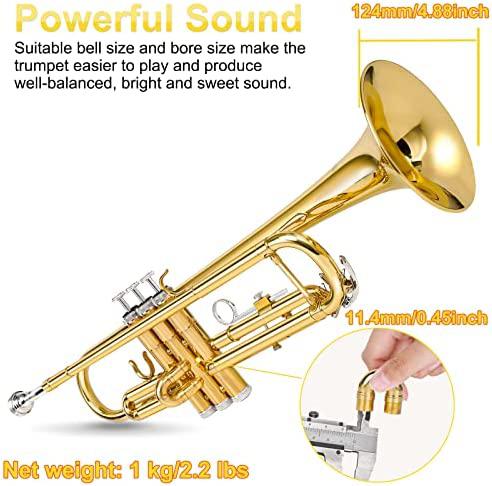 Powerful Sound
Suitable bell size and bore size make the
trumpet easier to play and produce
well-balanced, bright and sweet sound.
124mm/4.88inch
11.4mm/0.45inch
Net weight: 1 kg/2.2 lbs